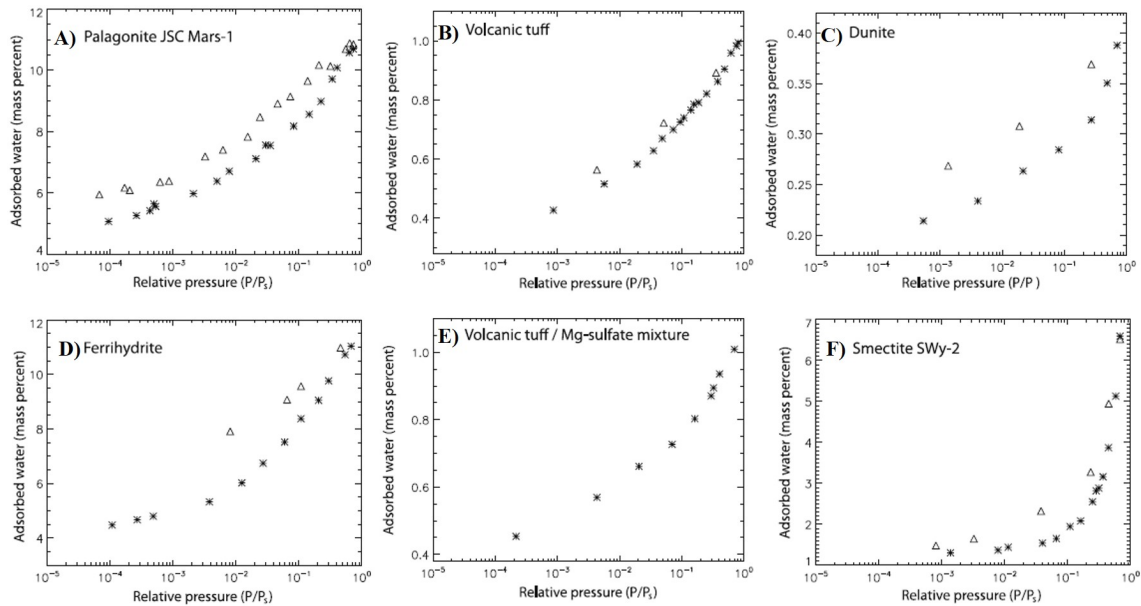 A) Palagonite JSC Mars-1
Adsorbed water (mass percent)
12
10
8
6
4
10⁻⁵ 10⁻⁴ 10⁻³ 10⁻² 10⁻¹ 10⁰
Relative pressure (P/Pₛ)
B) Volcanic tuff
Adsorbed water (mass percent)
1.0
0.8
0.6
0.4
10⁻⁵ 10⁻⁴ 10⁻³ 10⁻² 10⁻¹ 10⁰
Relative pressure (P/Pₛ)
C) Dunite
Adsorbed water (mass percent)
0.40
0.35
0.30
0.25
0.20
10⁻⁵ 10⁻⁴ 10⁻³ 10⁻² 10⁻¹ 10⁰
Relative pressure (P/P )
D) Ferrihydrite
Adsorbed water (mass percent)
12
10
8
6
4
10⁻⁵ 10⁻⁴ 10⁻³ 10⁻² 10⁻¹ 10⁰
Relative pressure (P/Pₛ)
E) Volcanic tuff / Mg-sulfate mixture
Adsorbed water (mass percent)
1.0
0.8
0.6
0.4
10⁻⁵ 10⁻⁴ 10⁻³ 10⁻² 10⁻¹ 10⁰
Relative pressure (P/Pₛ)
F) Smectite SWy-2
Adsorbed water (mass percent)
7
6
5
4
3
2
1
10⁻⁵ 10⁻⁴ 10⁻³ 10⁻² 10⁻¹ 10⁰
Relative pressure (P/Pₛ)